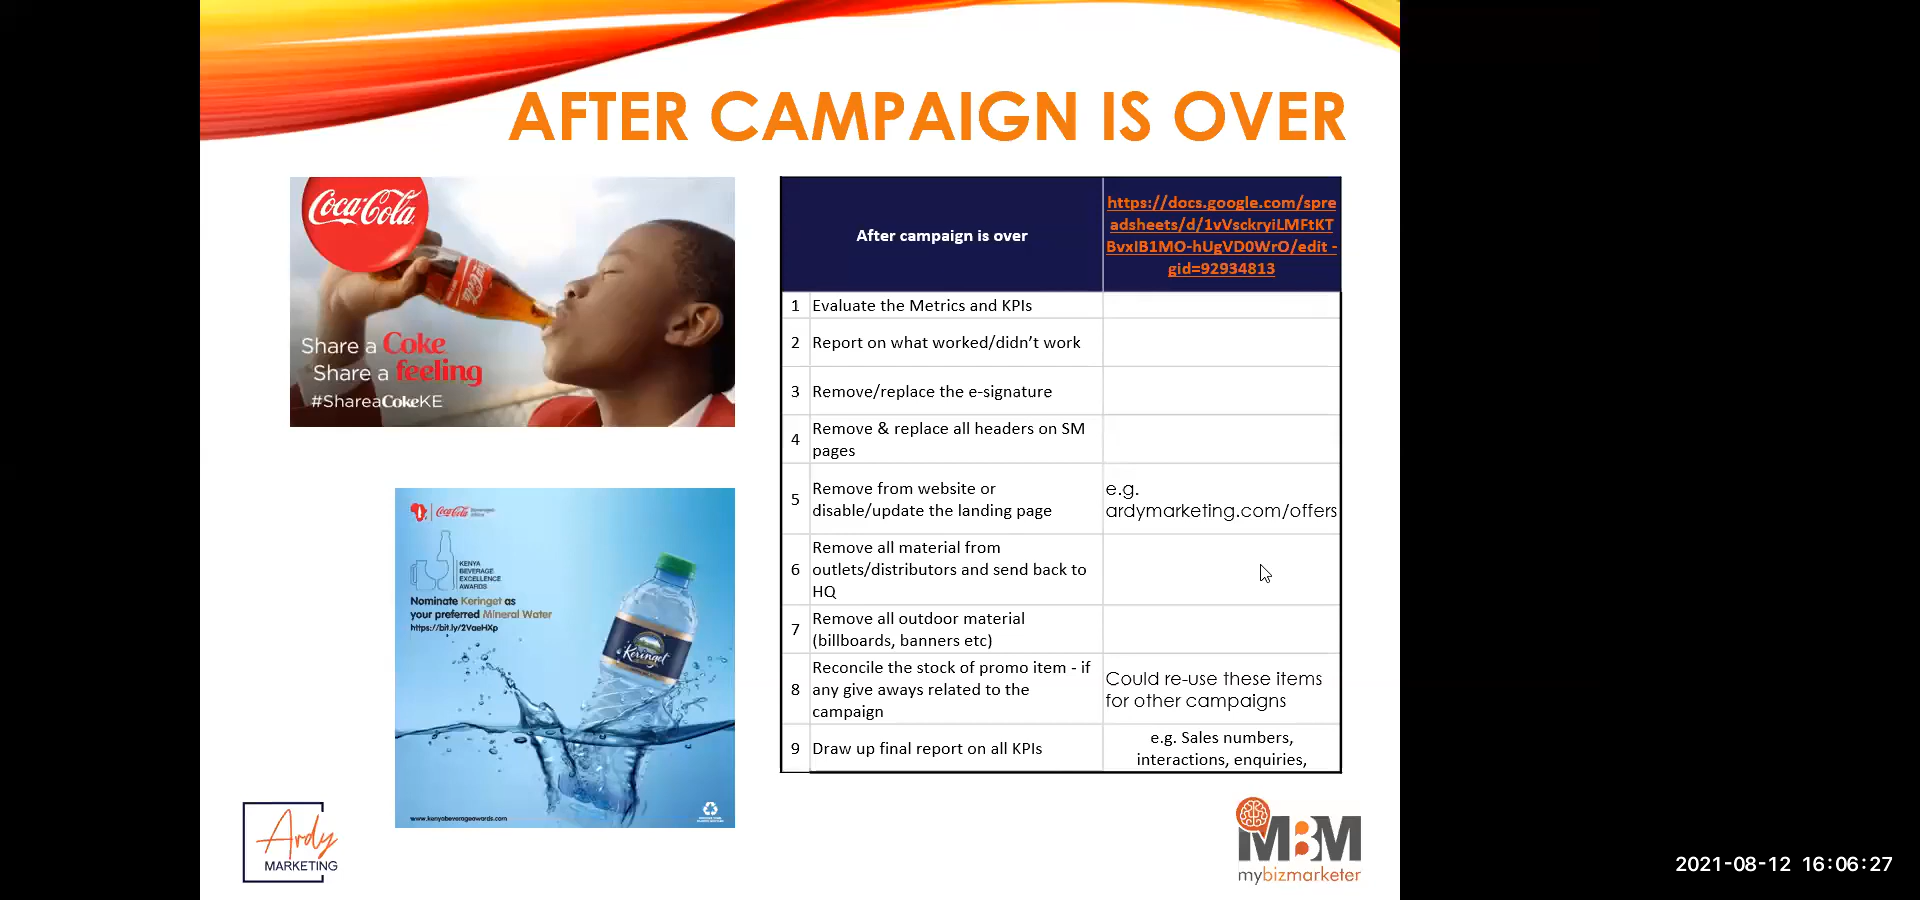 AFTER CAMPAIGN IS OVER
Coca-Cola
Share a Coke
Share a feeling
#ShareaCokeKE
Coca-Cola
KENYA
BEVERAGE
EXCELLENCE
AWARDS
Nominate Keringet as
your preferred Mineral Water
https://bit.ly/2VaeHXp
Keringet
www.kenyabeverageawards.com
After campaign is over
https://docs.google.com/spre
adsheets/d/1vVsckryiLMFtKT
BvxIB1MO-hUgVD0WrO/edit -
gid=92934813
1 Evaluate the Metrics and KPIs
2 Report on what worked/didn’t work
3 Remove/replace the e-signature
4 Remove & replace all headers on SM
pages
5 Remove from website or
disable/update the landing page
e.g.
ardymarketing.com/offers
6 Remove all material from
outlets/distributors and send back to
HQ
7 Remove all outdoor material
(billboards, banners etc)
8 Reconcile the stock of promo item - if
any give aways related to the
campaign
Could re-use these items
for other campaigns
9 Draw up final report on all KPIs
e.g. Sales numbers,
interactions, enquiries,
Ardy
MARKETING
MBM
mybizmarketer
2021-08-12 16:06:27